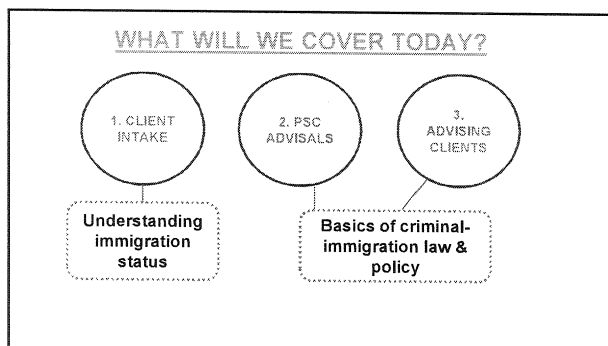 WHAT WILL WE COVER TODAY?
1. CLIENT
INTAKE
2. PSC
ADVISALS
3.
ADVISING
CLIENTS
Understanding
immigration
status
Basics of criminal-
immigration law &
policy